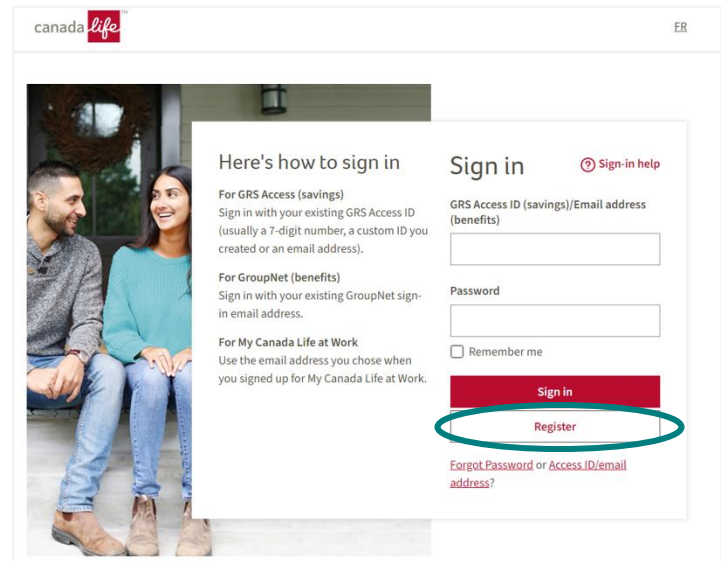 canada life™
FR
Here's how to sign in
For GRS Access (savings)
Sign in with your existing GRS Access ID
(usually a 7-digit number, a custom ID you
created or an email address).
For GroupNet (benefits)
Sign in with your existing GroupNet sign-
in email address.
For My Canada Life at Work
Use the email address you chose when
you signed up for My Canada Life at Work.
Sign in
? Sign-in help
GRS Access ID (savings)/Email address
(benefits)
Password
Remember me
Sign in
Register
Forgot Password or Access ID/email
address?